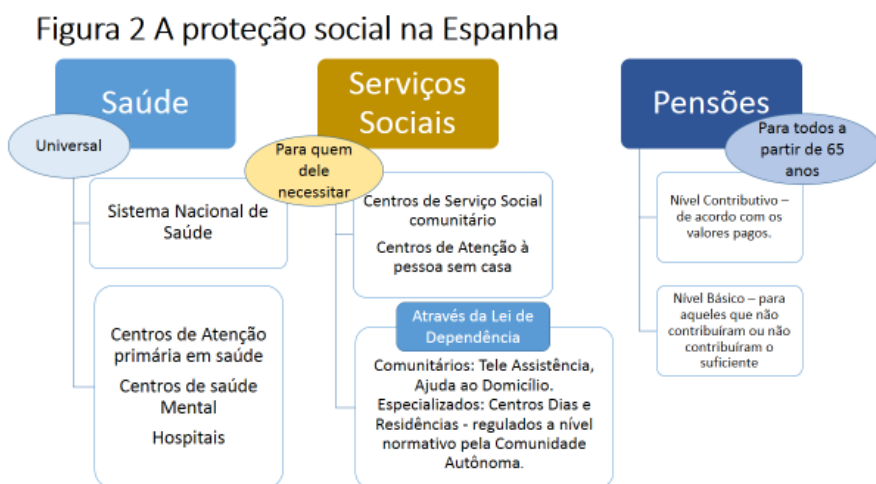 Figura 2 A proteção social na Espanha
Saúde
Universal
Sistema Nacional de
Saúde
Centros de Atenção
primária em saúde
Centros de saúde
Mental
Hospitais
Serviços
Sociais
Para quem
dele
necessitar
Centros de Serviço Social
comunitário
Centros de Atenção à
pessoa sem casa
Através da Lei de
Dependência
Comunitários: Tele Assistência,
Ajuda ao Domicílio.
Especializados: Centros Dias e
Residências - regulados a nível
normativo pela Comunidade
Autônoma.
Pensões
Para todos a
partir de 65
anos
Nível Contributivo –
de acordo com os
valores pagos.
Nível Básico – para
aqueles que não
contribuíram ou não
contribuíram o
suficiente